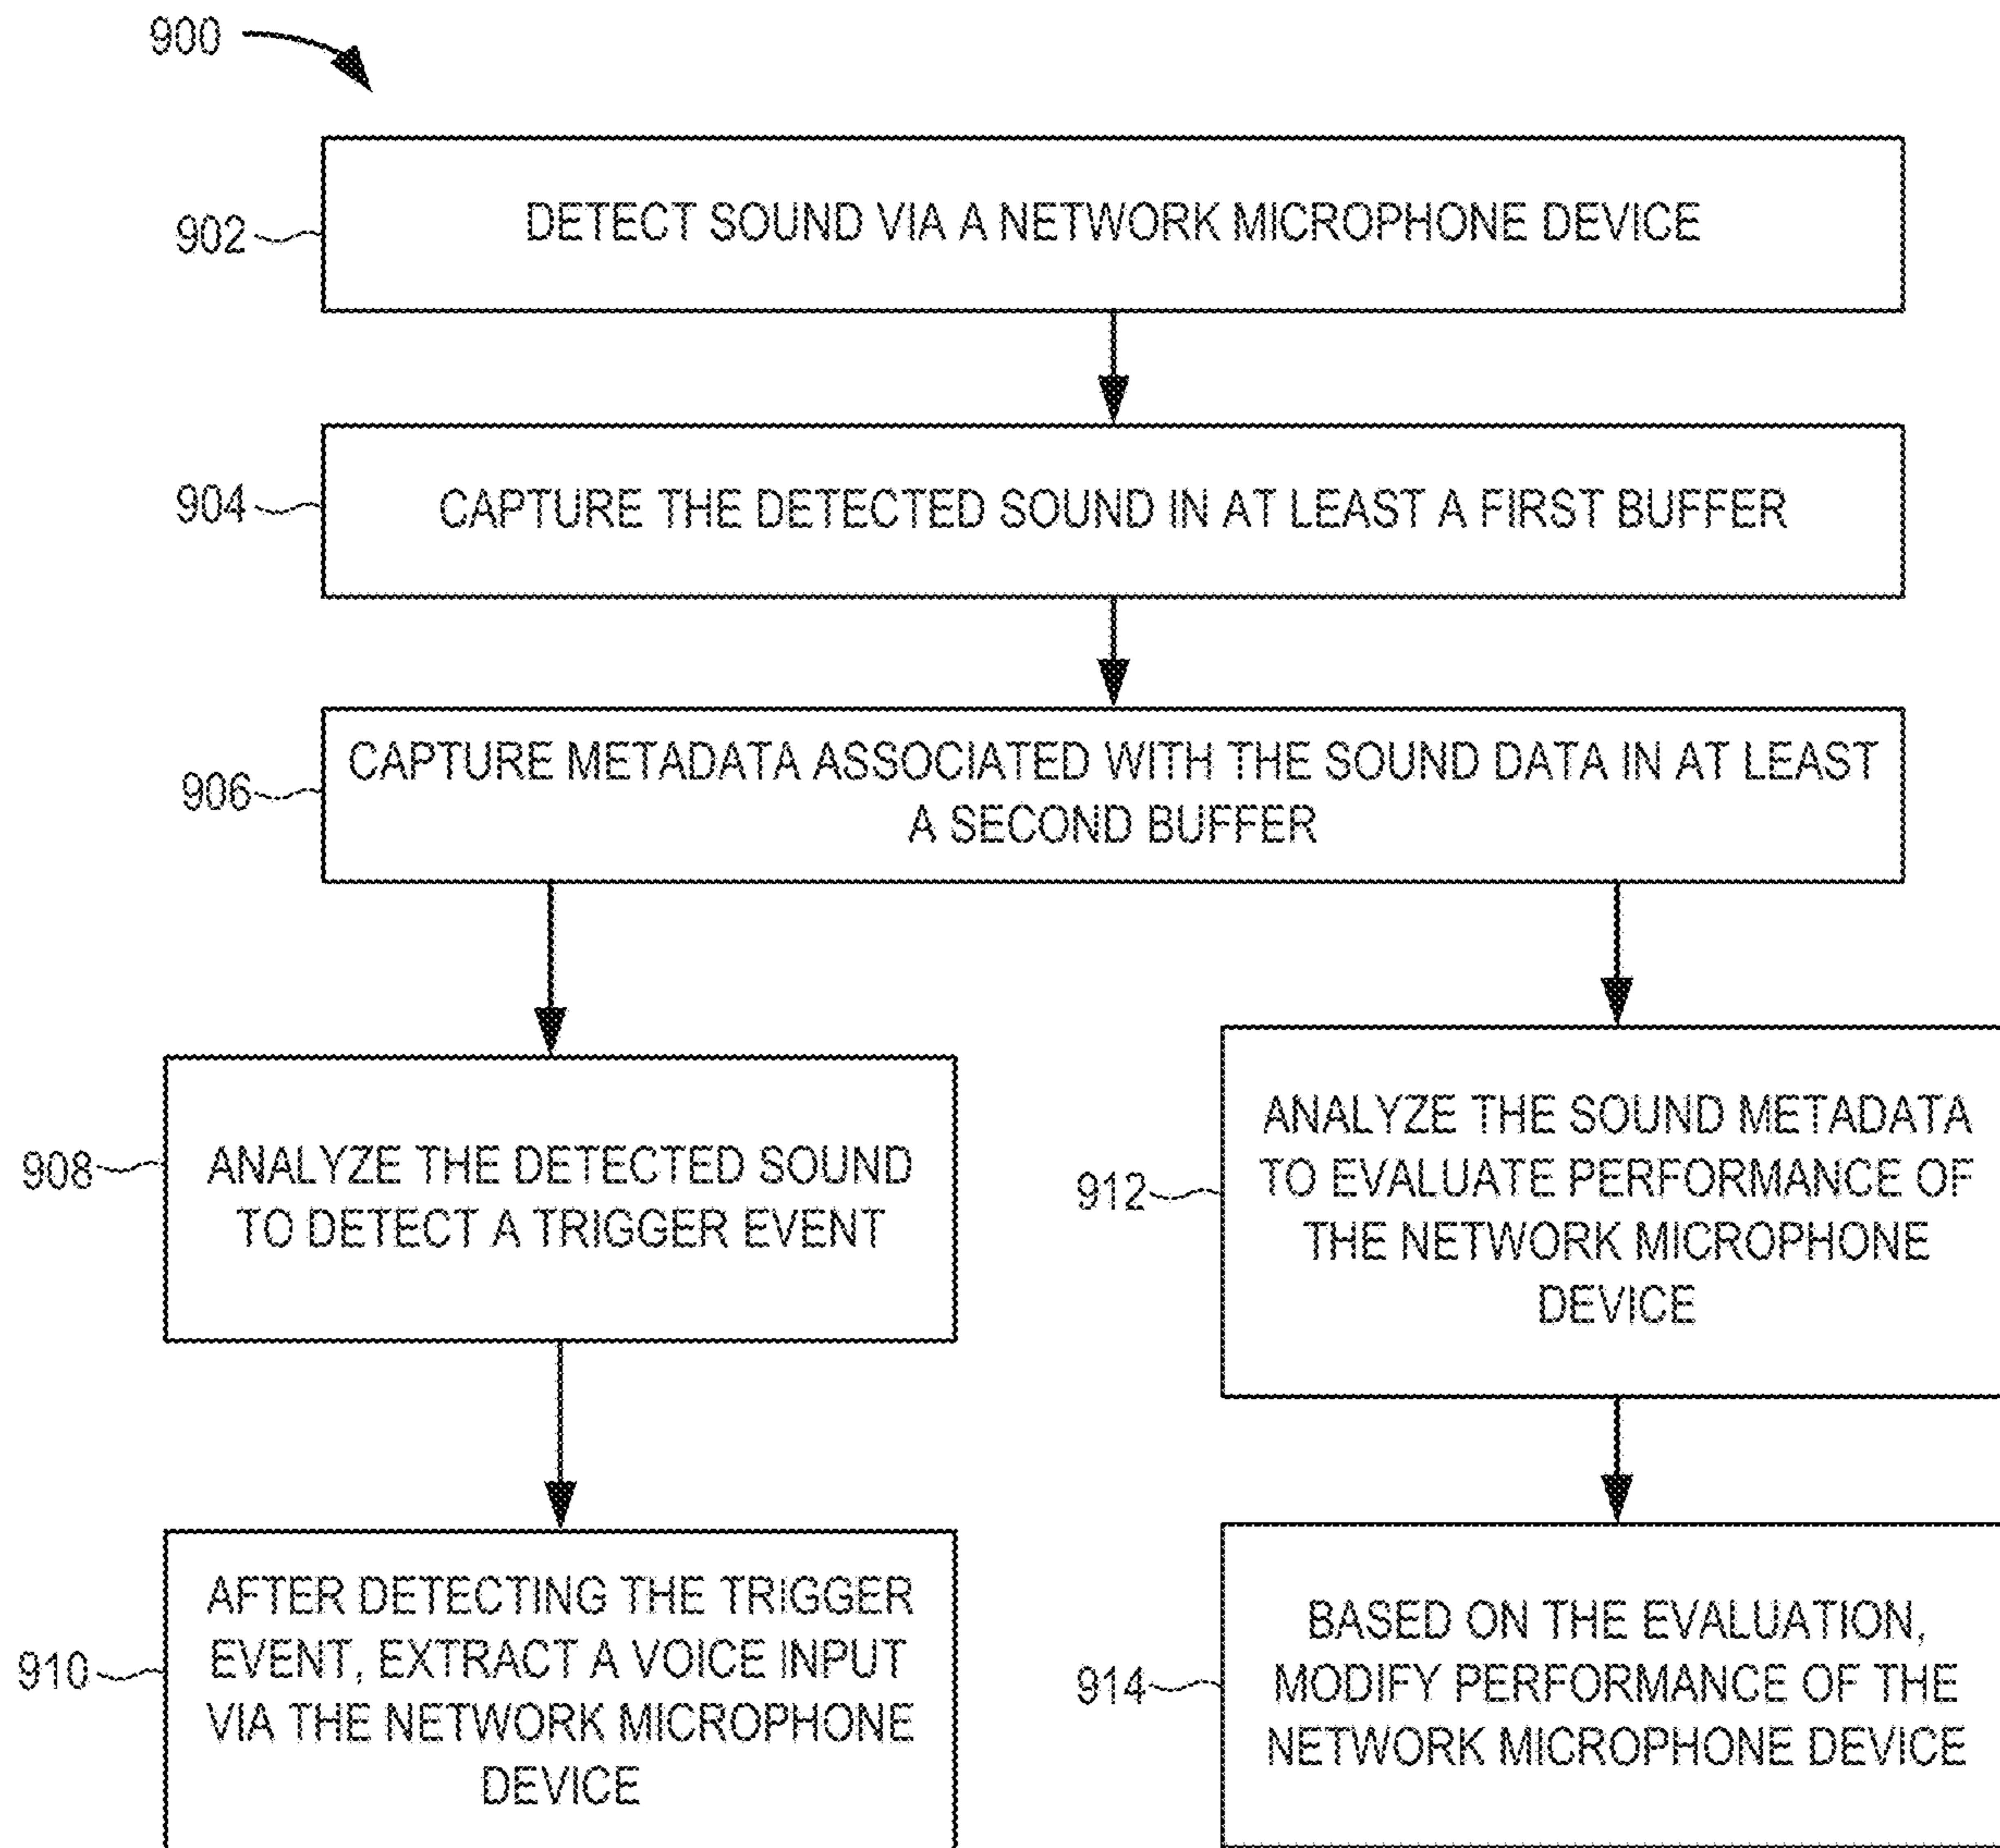 900
902
DETECT SOUND VIA A NETWORK MICROPHONE DEVICE
904
CAPTURE THE DETECTED SOUND IN AT LEAST A FIRST BUFFER
906
CAPTURE METADATA ASSOCIATED WITH THE SOUND DATA IN AT LEAST
A SECOND BUFFER
908
ANALYZE THE DETECTED SOUND
TO DETECT A TRIGGER EVENT
910
AFTER DETECTING THE TRIGGER
EVENT, EXTRACT A VOICE INPUT
VIA THE NETWORK MICROPHONE
DEVICE
912
ANALYZE THE SOUND METADATA
TO EVALUATE PERFORMANCE OF
THE NETWORK MICROPHONE
DEVICE
914
BASED ON THE EVALUATION,
MODIFY PERFORMANCE OF THE
NETWORK MICROPHONE DEVICE